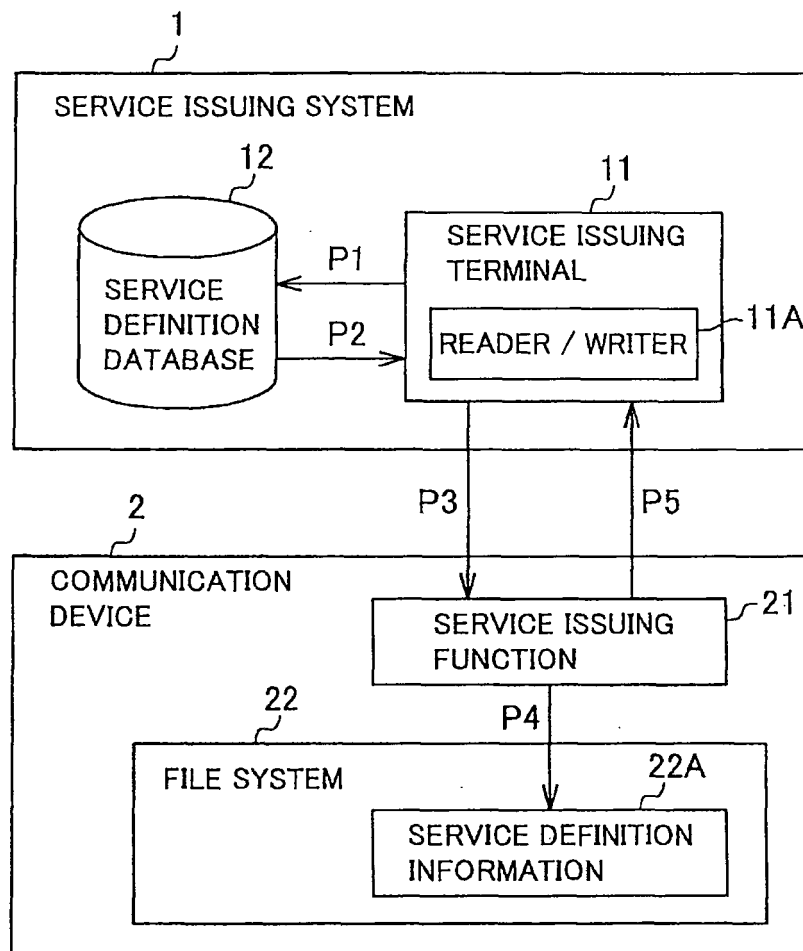 1
SERVICE ISSUING SYSTEM
12
11
SERVICE ISSUING
TERMINAL
P1
SERVICE
DEFINITION
DATABASE
P2
READER / WRITER
11A
P3
P5
2
COMMUNICATION
DEVICE
21
SERVICE ISSUING
FUNCTION
22
P4
FILE SYSTEM
22A
SERVICE DEFINITION
INFORMATION